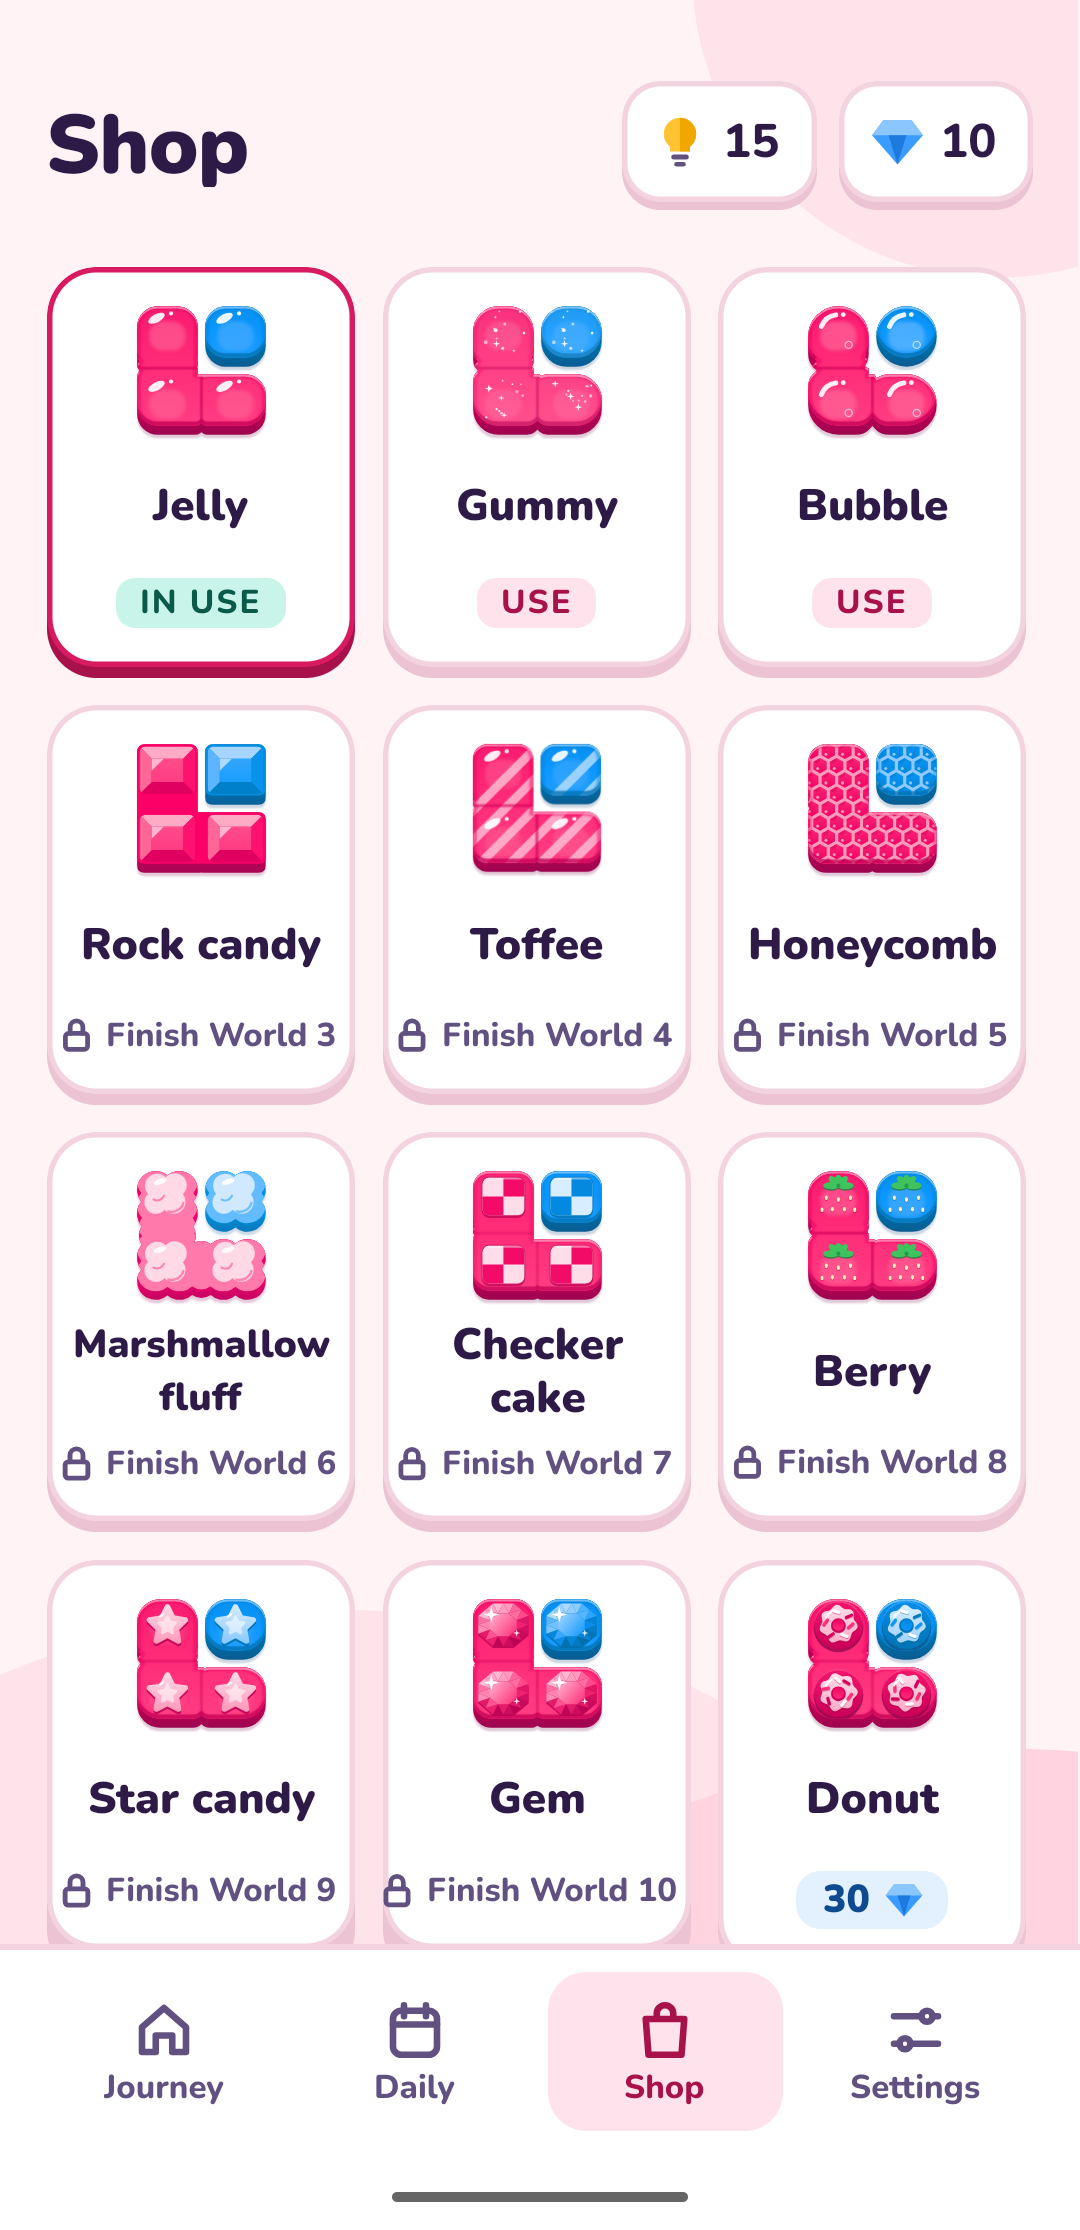 Shop
15
10
Jelly
Gummy
Bubble
IN USE
USE
USE
Rock candy
Toffee
Honeycomb
Finish World 3
Finish World 4
Finish World 5
Marshmallow
fluff
Checker
cake
Berry
Finish World 6
Finish World 7
Finish World 8
Star candy
Gem
Donut
Finish World 9
Finish World 10
30
Journey
Daily
Shop
Settings